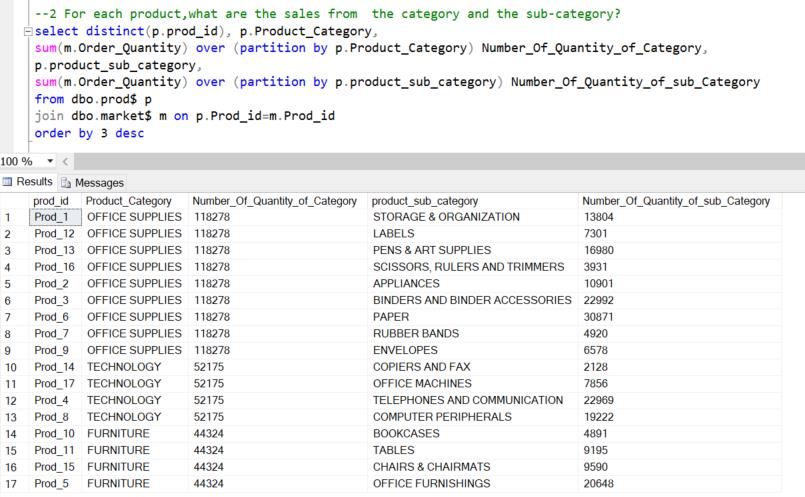 --2 For each product,what are the sales from  the category and the sub-category?
select distinct(p.prod_id), p.Product_Category,
sum(m.Order_Quantity) over (partition by p.Product_Category) Number_Of_Quantity_of_Category,
p.product_sub_category,
sum(m.Order_Quantity) over (partition by p.product_sub_category) Number_Of_Quantity_of_sub_Category
from dbo.prod$ p
join dbo.market$ m on p.Prod_id=m.Prod_id
order by 3 desc
100 %
Results Messages
prod_id Product_Category Number_Of_Quantity_of_Category product_sub_category Number_Of_Quantity_of_sub_Category
1 Prod_1 OFFICE SUPPLIES 118278 STORAGE & ORGANIZATION 13804
2 Prod_12 OFFICE SUPPLIES 118278 LABELS 7301
3 Prod_13 OFFICE SUPPLIES 118278 PENS & ART SUPPLIES 16980
4 Prod_16 OFFICE SUPPLIES 118278 SCISSORS, RULERS AND TRIMMERS 3931
5 Prod_2 OFFICE SUPPLIES 118278 APPLIANCES 10901
6 Prod_3 OFFICE SUPPLIES 118278 BINDERS AND BINDER ACCESSORIES 22992
7 Prod_6 OFFICE SUPPLIES 118278 PAPER 30871
8 Prod_7 OFFICE SUPPLIES 118278 RUBBER BANDS 4920
9 Prod_9 OFFICE SUPPLIES 118278 ENVELOPES 6578
10 Prod_14 TECHNOLOGY 52175 COPIERS AND FAX 2128
11 Prod_17 TECHNOLOGY 52175 OFFICE MACHINES 7856
12 Prod_4 TECHNOLOGY 52175 TELEPHONES AND COMMUNICATION 22969
13 Prod_8 TECHNOLOGY 52175 COMPUTER PERIPHERALS 19222
14 Prod_10 FURNITURE 44324 BOOKCASES 4891
15 Prod_11 FURNITURE 44324 TABLES 9195
16 Prod_15 FURNITURE 44324 CHAIRS & CHAIRMATS 9590
17 Prod_5 FURNITURE 44324 OFFICE FURNISHINGS 20648